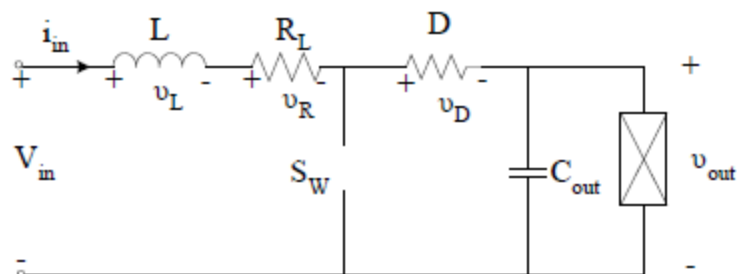 i_in L R_L D
+ + - + - + - +
υ_L υ_R υ_D
V_in S_W C_out υ_out
- -